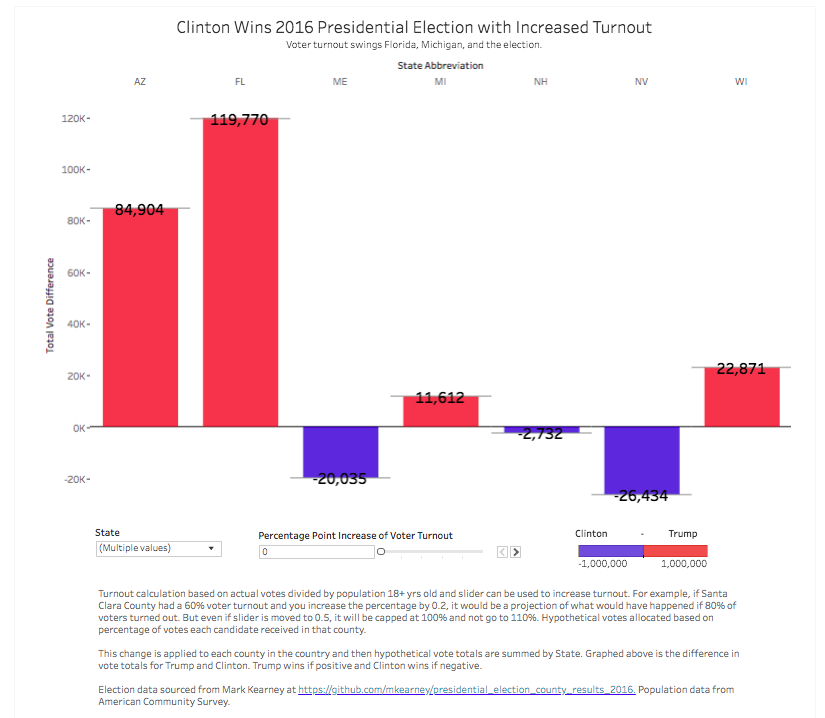 Clinton Wins 2016 Presidential Election with Increased Turnout
Voter turnout swings Florida, Michigan, and the election.
State Abbreviation
AZ FL ME MI NH NV WI
Total Vote Difference
120K
100K
80K
60K
40K
20K
0K
-20K
84,904
119,770
-20,035
11,612
-2,732
-26,434
22,871
State
(Multiple values)
Percentage Point Increase of Voter Turnout
0
Clinton - Trump
-1,000,000 1,000,000
Turnout calculation based on actual votes divided by population 18+ yrs old and slider can be used to increase turnout. For example, if Santa
Clara County had a 60% voter turnout and you increase the percentage by 0.2, it would be a projection of what would have happened if 80% of
voters turned out. But even if slider is moved to 0.5, it will be capped at 100% and not go to 110%. Hypothetical votes allocated based on
percentage of votes each candidate received in that county.
This change is applied to each county in the country and then hypothetical vote totals are summed by State. Graphed above is the difference in
vote totals for Trump and Clinton. Trump wins if positive and Clinton wins if negative.
Election data sourced from Mark Kearney at https://github.com/mkearney/presidential_election_county_results_2016. Population data from
American Community Survey.